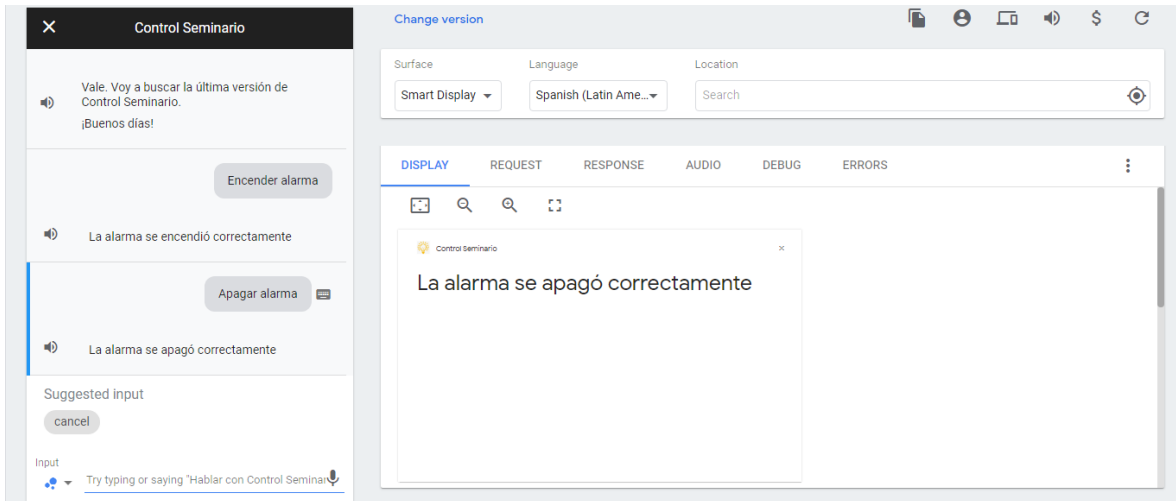 Control Seminario
Vale. Voy a buscar la última versión de
Control Seminario.
¡Buenos días!
Encender alarma
La alarma se encendió correctamente
Apagar alarma
La alarma se apagó correctamente
Suggested input
cancel
Input
Try typing or saying "Hablar con Control Seminar
Change version
Surface
Language
Location
Smart Display
Spanish (Latin Ame...
Search
DISPLAY REQUEST RESPONSE AUDIO DEBUG ERRORS
Control Seminario
La alarma se apagó correctamente